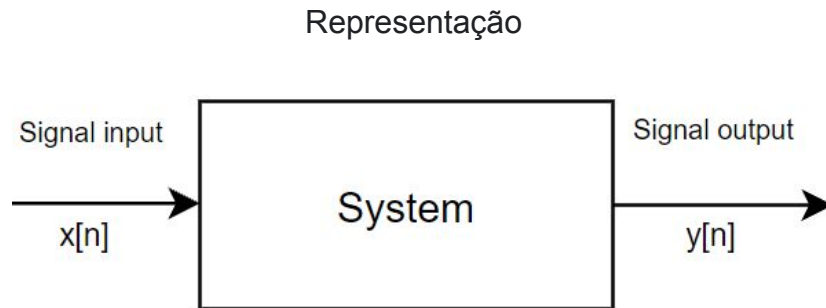 Representação
Signal input
Signal output
System
x[n]
y[n]